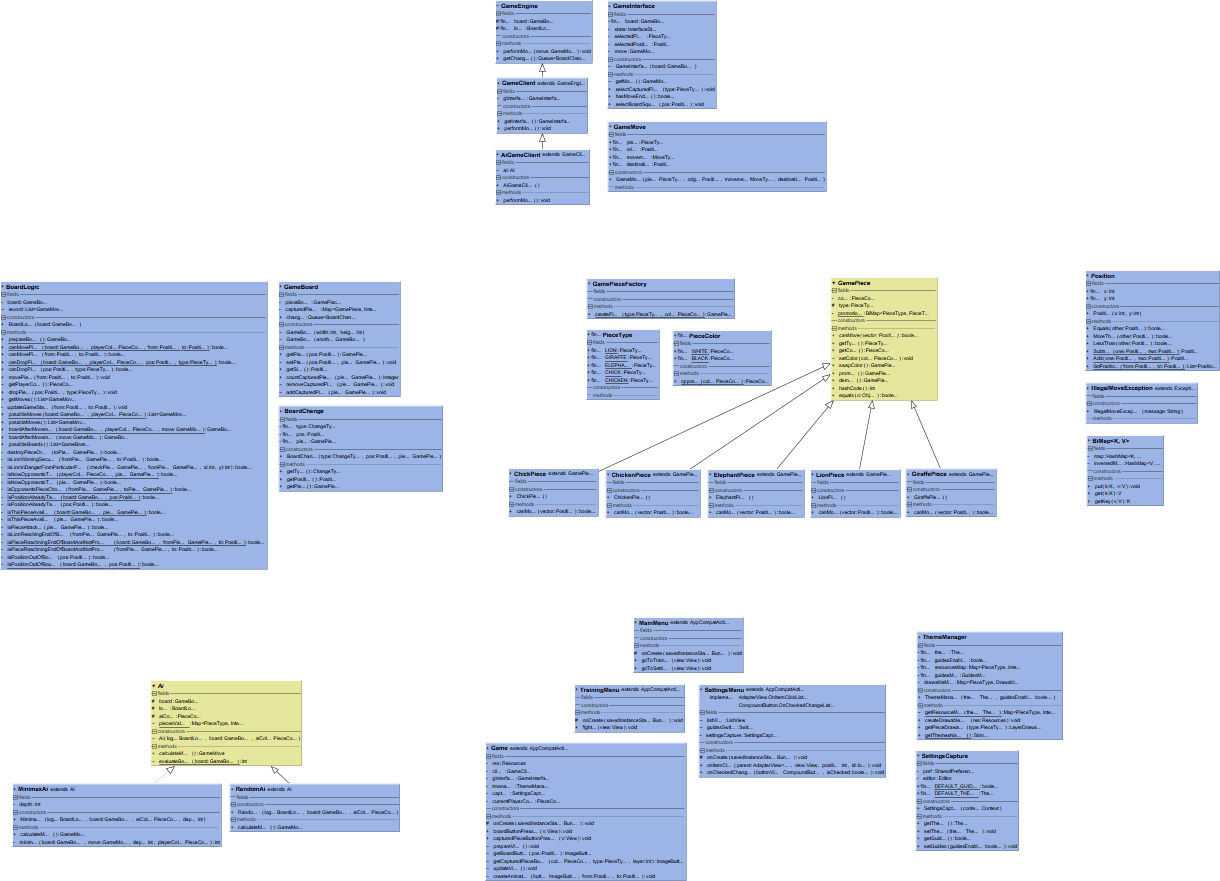 GameEngine
fields
fin... board: GameBo...
fin... lo... :BoardLo...
constructors
methods
performMo... (move: GameMo... ): void
getChang... (): Queue<BoardChan...
GameClient extends GameEngi...
fields
gInterfa... :GameInterfa...
constructors
methods
getInterfa... (): GameInterfa...
performMo... (): void
AiGameClient extends GameCli...
fields
ai: Ai
constructors
AiGameCli... ()
methods
performMo... (): void
GameInterface
fields
fin... board: GameBo...
state: InterfaceSt...
selectedPi... :PieceTy...
selectedPosit... :Positi...
move: GameMo...
constructors
GameInterfa... (board: GameBo... )
methods
getMo... (): GameMo...
selectCapturedPi... (type: PieceTy... ): void
hasMoveEnd... (): boole...
selectBoardSqu... (pos: Positi... ): void
GameMove
fields
fin... pie... :PieceTy...
fin... ori... :Positi...
fin... movem... :MoveTy...
fin... destinati... :Positi...
constructors
GameMo... (pie... PieceTy... , orig... Positi... , moveme... MoveTy... , destinati... Positi... )
methods
BoardLogic
fields
board: GameBo...
record: List<GameMov...
constructors
BoardLo... (board: GameBo... )
methods
prepareBo... (): GameBo...
canMovePi... (board: GameBo... , playerCol... PieceCo... , from: Positi... , to: Positi... ): boole...
canMovePi... (from: Positi... , to: Positi... ): boole...
canDropPi... (board: GameBo... , playerCol... PieceCo... , pos: Positi... , type: PieceTy... ): boole...
canDropPi... (pos: Positi... , type: PieceTy... ): boole...
movePie... (from: Positi... , to: Positi... ): void
getPlayerCo... (): PieceCo...
dropPie... (pos: Positi... , type: PieceTy... ): void
getMoves (): List<GameMov...
updateGameSta... (from: Positi... , to: Positi... ): void
possibleMoves (board: GameBo... , playerCol... PieceCo... ): List<GameMov...
possibleMoves (): List<GameMov...
boardAftedMovem... (board: GameBo... , playerCol... PieceCo... , move: GameMo... ): GameBo...
boardAftedMovem... (move: GameMo... ): GameBo...
possibleBoards (): List<GameBoar...
destroyPieceOr... (toPie... GamePie... ): void
isLionWinningSecu... (fromPie... GamePie... , to: Positi... ): boole...
isLionInDangerFromParticularP... (checkPie... GamePie... , fromPie... GamePie... , x: int, y: int): boole...
isNowOpponentsT... (playerCol... PieceCo... , pie... GamePie... ): boole...
isNowOpponentsT... (pie... GamePie... ): boole...
isOpponentsPieceCho... (fromPie... GamePie... , toPie... GamePie... ): boole...
isPositionAlreadyTa... (board: GameBo... , pos: Positi... ): boole...
isPositionAlreadyTa... (pos: Positi... ): boole...
isThisPieceAvail... (board: GameBo... , pie... GamePie... ): boole...
isThisPieceAvail... (pie... GamePie... ): boole...
isPieceAttack... (pie... GamePie... ): boole...
isLionReachingEndOfB... (fromPie... GamePie... , to: Positi... ): boole...
isPieceReachningEndOfBoardAndNotPro... (board: GameBo... , fromPie... GamePie... , to: Positi... ): boole...
isPieceReachningEndOfBoardAndNotPro... (fromPie... GamePie... , to: Positi... ): boole...
isPositionOutOfBo... (pos: Positi... ): boole...
isPositionOutOfBou... (board: GameBo... , pos: Positi... ): boole...
GameBoard
fields
pieceBo... :GamePiec...
capturedPie... :Map<GamePiece, Inte...
chang... :Queue<BoardChan...
constructors
GameBo... (width: int, heig... int)
GameBo... (anoth... GameBo... )
methods
getPie... (pos: Positi... ): GamePie...
setPie... (pos: Positi... , pie... GamePie... ): void
getSi... (): Positi...
countCapturedPie... (pie... GamePie... ): Integer
removeCapturedPi... (pie... GamePie... ): void
addCapturedPi... (pie... GamePie... ): void
BoardChange
fields
fin... type: ChangeTy...
fin... pos: Positi...
fin... pie... :GamePie...
constructors
BoardChan... (type: ChangeTy... , pos: Positi... , pie... GamePie... )
methods
getTy... (): ChangeTy...
getPosit... (): Positi...
getPie... (): GamePie...
GamePieceFactory
fields
constructors
methods
createPi... (type: PieceTy... , col... PieceCo... ): GamePie...
PieceType
fields
fin... LION: PieceTy...
fin... GIRAFFE: PieceTy...
fin... ELEPHA... :PieceTy...
fin... CHICK: PieceTy...
fin... CHICKEN: PieceTy...
constructors
methods
PieceColor
fields
fin... WHITE: PieceCo...
fin... BLACK: PieceCo...
constructors
methods
oppos... (col... PieceCo... ): PieceCo...
GamePiece
fields
co... :PieceCo...
type: PieceTy...
promotio... :BiMap<PieceType, PieceT...
constructors
methods
canMove (vector: Positi... ): boole...
getTy... (): PieceTy...
getCo... (): PieceCo...
setColor (col... PieceCo... ): void
swapColor (): GamePie...
prom... (): GamePie...
dem... (): GamePie...
hashCode (): int
equals (o: Obj... ): boole...
Position
fields
fin... x: int
fin... y: int
constructors
Positi... (x: int, y: int)
methods
Equals (other: Positi... ): boole...
MoreTh... (other: Positi... ): boole...
LessThan (other: Positi... ): boole...
Subtr... (one: Positi... , two: Positi... ): Positi...
Add (one: Positi... , two: Positi... ): Positi...
listPositio... (from: Positi... , to: Positi... ): List<Positio...
IllegalMoveException extends Excepti...
fields
constructors
IllegalMoveExcep... (message: String)
methods
BiMap<K, V>
fields
map: HashMap<K, ...
inversedM... :HashMap<V, ...
constructors
methods
put (k: K, v: V): void
get (k: K): V
getKey (v: V): K
ChickPiece extends GamePie...
fields
constructors
ChickPie... ()
methods
canMo... (vector: Positi... ): boole...
ChickenPiece extends GamePie...
fields
constructors
ChickenPie... ()
methods
canMo... (vector: Positi... ): boole...
ElephantPiece extends GamePie...
fields
constructors
ElephantPi... ()
methods
canMo... (vector: Positi... ): boole...
LionPiece extends GamePie...
fields
constructors
LionPi... ()
methods
canMo... (vector: Positi... ): boole...
GiraffePiece extends GamePie...
fields
constructors
GiraffePie... ()
methods
canMo... (vector: Positi... ): boole...
MainMenu extends AppCompatActi...
fields
constructors
methods
onCreate (savedInstanceSta... Bun... ): void
goToTrain... (view: View): void
goToSetti... (view: View): void
TrainingMenu extends AppCompatActi...
fields
constructors
methods
onCreate (savedInstanceSta... Bun... ): void
fight... (view: View): void
SettingsMenu extends AppCompatActi...
impleme... AdapterView.OnItemClickList...
CompoundButton.OnCheckedChangeList...
fields
listVi... :ListView
guidesSwit... :Swit...
settingsCapture: SettingsCapt...
constructors
methods
onCreate (savedInstanceSta... Bun... ): void
onItemCl... (parent: AdapterView<... , view: View, positi... int, id: lo... ): void
onCheckedChang... (buttonVi... CompoundBut... , isChecked: boole... ): void
Game extends AppCompatActi...
fields
res: Resources
cli... :GameCli...
gInterfa... :GameInterfa...
tmana... :ThemeMana...
capt... :SettingsCapt...
currentPlayerCo... :PieceCo...
constructors
methods
onCreate (savedInstanceSta... Bun... ): void
boardButtonPress... (v: View): void
capturedPieceButtonPres... (v: View): void
prepareVi... (): void
getBoardButt... (pos: Positi... ): ImageButt...
getCapturedPieceBu... (col... PieceCo... , type: PieceTy... , layer: int): ImageButt...
updateVi... (): void
createAnimat... (butt... ImageButt... , from: Positi... , to: Positi... ): void
ThemeManager
fields
fin... the... :The...
fin... guidesEnabl... :boole...
fin... resourcesMap: Map<PieceType, Inte...
fin... guidesM... :GuidesM...
drawableM... :Map<PieceType, Drawabl...
constructors
ThemeMana... (the... The... , guidesEnabl... boole... )
methods
getResourceM... (the... The... ): Map<PieceType, Inte...
createDrawable... (res: Resources): void
getPieceDrawa... (type: PieceTy... ): LayerDrawa...
getThemesNa... (): Strin...
SettingsCapture
fields
pref: SharedPreferen...
editor: Editor
fin... DEFAULT_GUID... :boole...
fin... DEFAULT_THE... :The...
constructors
SettingsCapt... (conte... Context)
methods
getThe... (): The...
setThe... (the... The... ): void
getGuid... (): boole...
setGuides (guidesEnabl... boole... ): void
Ai
fields
board: GameBo...
lo... :BoardLo...
aiCo... :PieceCo...
piecesVal... :Map<PieceType, Inte...
constructors
Ai (log... BoardLo... , board: GameBo... , aiCol... PieceCo... )
methods
calculateM... (): GameMove
evaluateBo... (board: GameBo... ): int
MinimaxAi extends Ai
fields
depth: int
constructors
Minima... (log... BoardLo... , board: GameBo... , aiCol... PieceCo... , dep... int)
methods
calculateM... (): GameMo...
minim... (board: GameBo... , move: GameMo... , dep... int, playerCol... PieceCo... ): int
RandomAi extends Ai
fields
constructors
Rando... (log... BoardLo... , board: GameBo... , aiCol... PieceCo... )
methods
calculateM... (): GameMo...